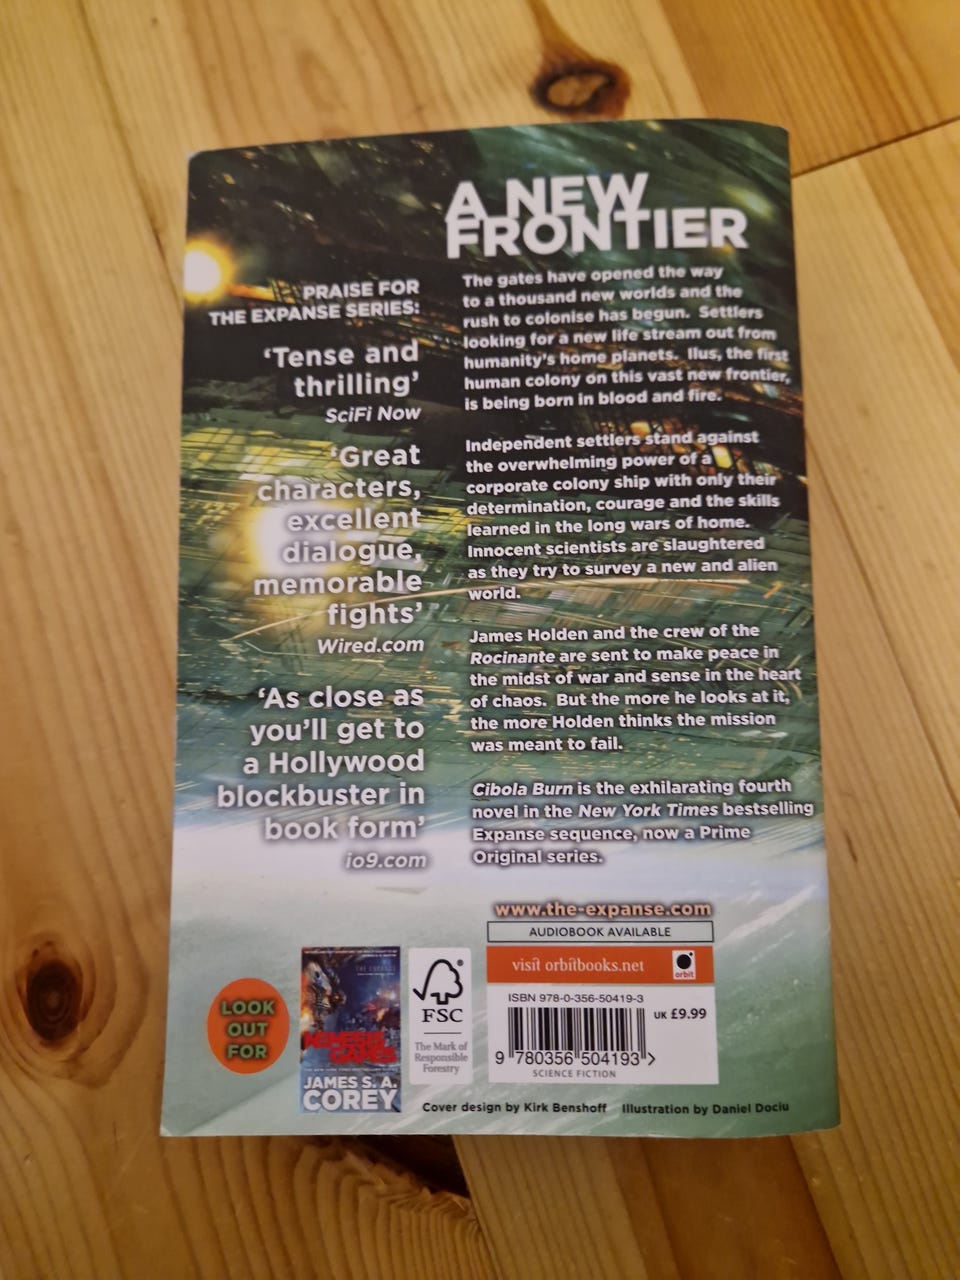 A NEW
FRONTIER
The gates have opened the way
to a thousand new worlds and the
rush to colonise has begun. Settlers
looking for a new life stream out from
humanity's home planets. Ilus, the first
human colony on this vast new frontier,
is being born in blood and fire.
Independent settlers stand against
the overwhelming power of a
corporate colony ship with only their
determination, courage and the skills
learned in the long wars of home.
Innocent scientists are slaughtered
as they try to survey a new and alien
world.
James Holden and the crew of the
Rocinante are sent to make peace in
the midst of war and sense in the heart
of chaos. But the more he looks at it,
the more Holden thinks the mission
was meant to fail.
Cibola Burn is the exhilarating fourth
novel in the New York Times bestselling
Expanse sequence, now a Prime
Original series.
PRAISE FOR
THE EXPANSE SERIES:
'Tense and
thrilling'
SciFi Now
'Great
characters,
excellent
dialogue,
memorable
fights'
Wired.com
'As close as
you'll get to
a Hollywood
blockbuster in
book form'
io9.com
www.the-expanse.com
AUDIOBOOK AVAILABLE
visit orbitbooks.net
orbit
ISBN 978-0-356-50419-3
UK £9.99
9 780356 504193 >
SCIENCE FICTION
LOOK
OUT
FOR
THE EXPANSE
NEMESIS
GAMES
JAMES S. A.
COREY
FSC
The Mark of
Responsible
Forestry
Cover design by Kirk Benshoff Illustration by Daniel Dociu